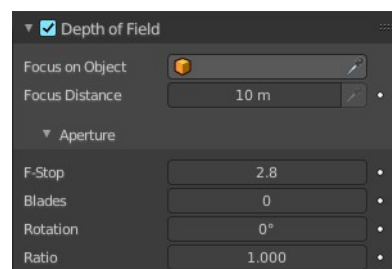 Depth of Field
Focus on Object
Focus Distance 10 m
Aperture
F-Stop 2.8
Blades 0
Rotation 0°
Ratio 1.000